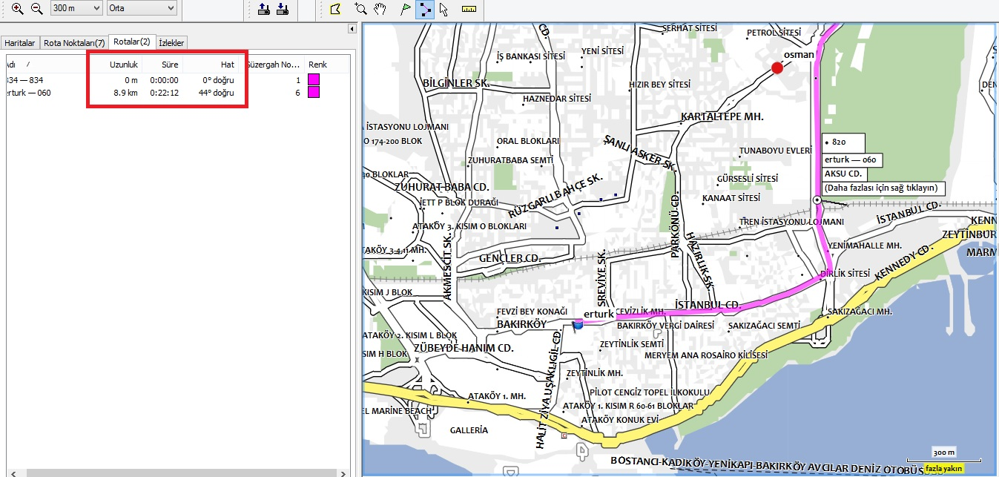 300 m
Orta
Haritalar
Rota Noktaları(7)
Rotalar(2)
İzlekler
Adı / Uzunluk Süre Hat Güzergah No... Renk
834 — 834 0 m 0:00:00 0° doğru 1
erturk — 060 8.9 km 0:22:12 44° doğru 6
CD.
SERHAT SİTESİ
PETROL SİTESİ
İŞ BANKASI SİTESİ
YENİ SİTESİ
osman
BİLGİNLER SK.
HIZIR BEY SİTESİ
HAZNEDAR SİTESİ
KARTALTEPE MH.
İSTASYONU LOJMANI
O 174-200 BLOK
ORAL BLOKLARI
ŞANLI ASKER SK.
820
erturk — 060
AKSU CD.
(Daha fazlası için sağ tıklayın)
TUNABOYU EVLERİ
ZUHURATBABA SEMTİ
BLOKLAR
ZUHURAT BABA CD.
RÜZGARLI BAHÇE SK.
GÜRSESLİ SİTESİ
İETT P BLOK DURAĞI
KANAAT SİTESİ
PARKÖNÜ CD.
İSTANBUL CD.
ATAKÖY 3. KISIM O BLOKLARI
TREN İSTASYONU LOJMANI
KENN
ZEYTİNBUR
HAZIRLIK SK.
YENİMAHALLE MH.
MARM
TAKÖY 3-4-11 MH.
GENÇLER CD.
KENNEDY CD.
AKMESCİT SK.
SREVİYE SK.
DİRLİK SİTESİ
KISIM J BLOK
FEVZİ BEY KONAĞI
erturk
CEVİZLİK MH.
İSTANBUL CD.
SAKIZAĞACI MH.
BAKIRKÖY
BAKIRKÖY VERGİ DAİRESİ
SAKIZAĞACI SEMTİ
ATAKÖY 2. KISIM L BLOK
ZÜBEYDE HANIM CD.
ZEYTİNLİK SEMTİ
SIM H BLOK
MERYEM ANA ROSAIRO KİLİSESİ
HALİT ZİYA UŞAKLIGİL CD.
ZEYTİNLİK MH.
PİLOT CENGİZ TOPEL İLKOKULU
ATAKÖY 1. MH.
ATAKÖY 1. KISIM R 60-61 BLOKLAR
EL MARINE BEACH
ATAKÖY KONUK EVİ
GALLERİA
300 m
BOSTANCI-KADIKÖY-YENİKAPI-BAKIRKÖY AVCILAR DENİZ OTOBÜS
fazla yakın